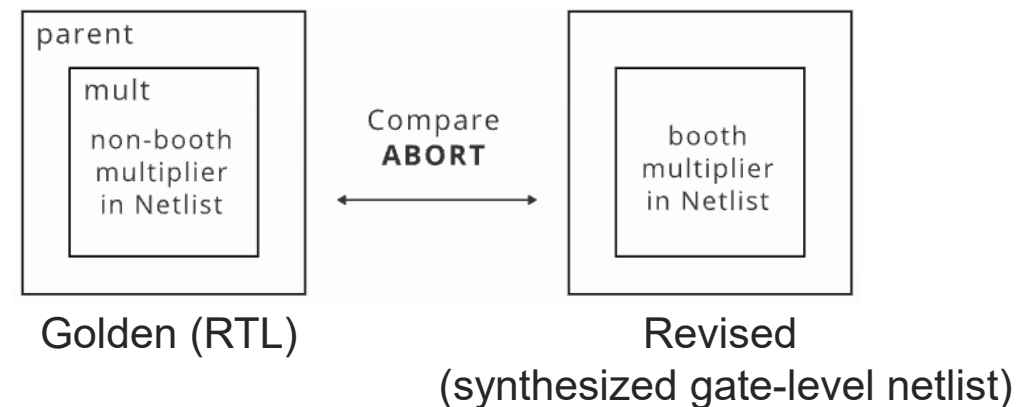 parent
mult
non-booth
multiplier
in Netlist
Compare
ABORT
booth
multiplier
in Netlist
Golden (RTL)
Revised
(synthesized gate-level netlist)